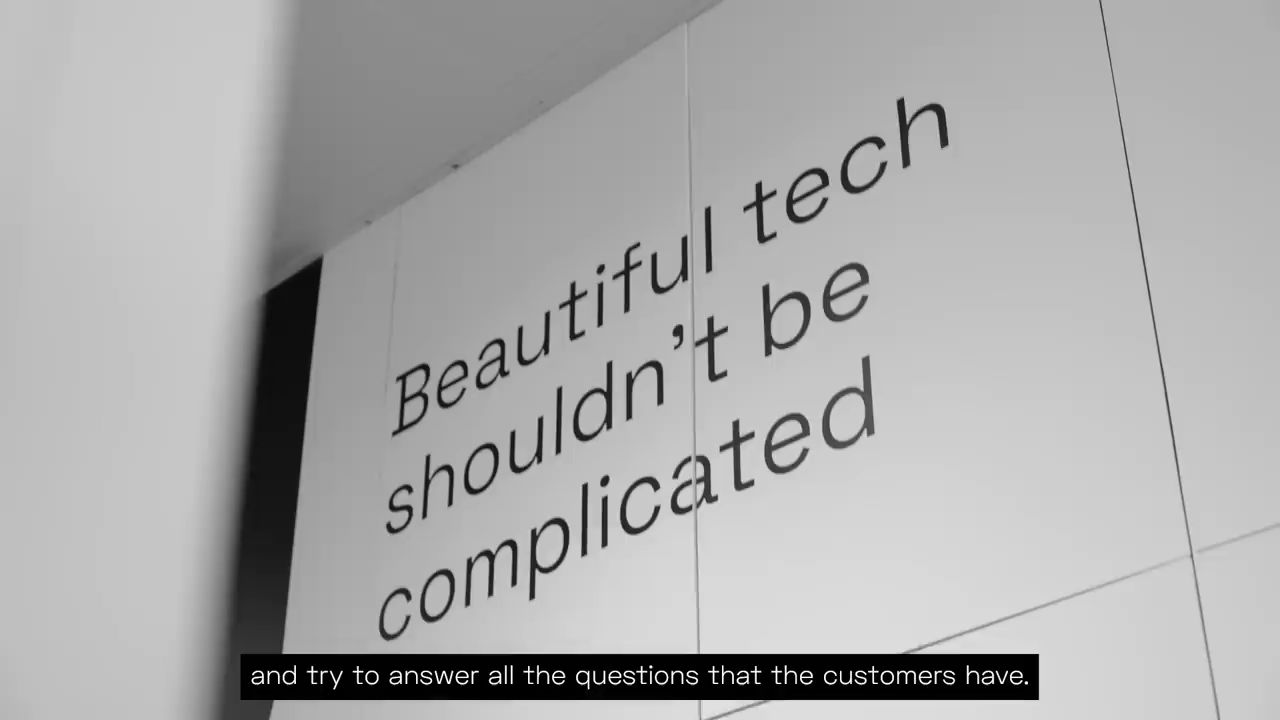 Beautiful tech
shouldn’t be
complicated
and try to answer all the questions that the customers have.